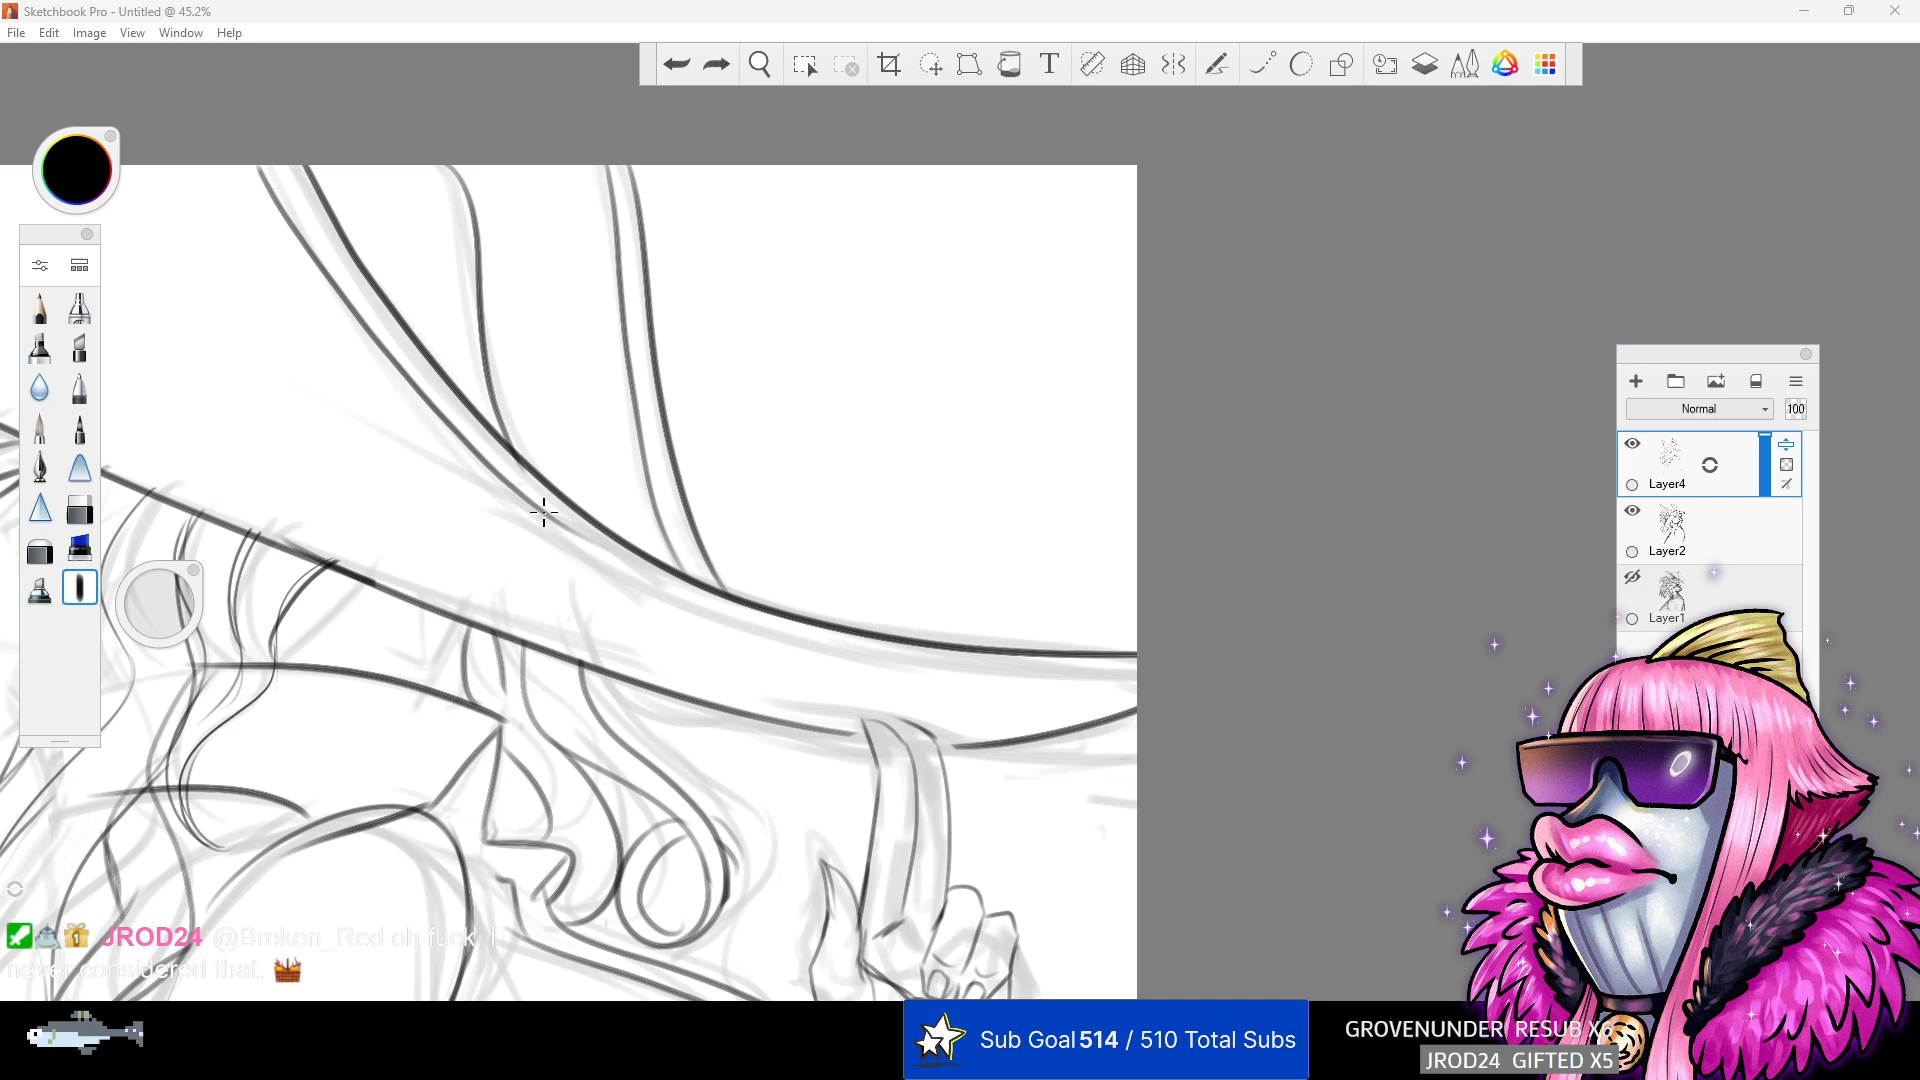 Sketchbook Pro - Untitled @ 45.2%
File Edit Image View Window Help
T
Normal 100
Layer4
Layer2
Layer1
JROD24 @Broken_Red oh fuck, i
never considered that.
Sub Goal 514 / 510 Total Subs
GROVENUNDER RESUB X6
JROD24 GIFTED X5